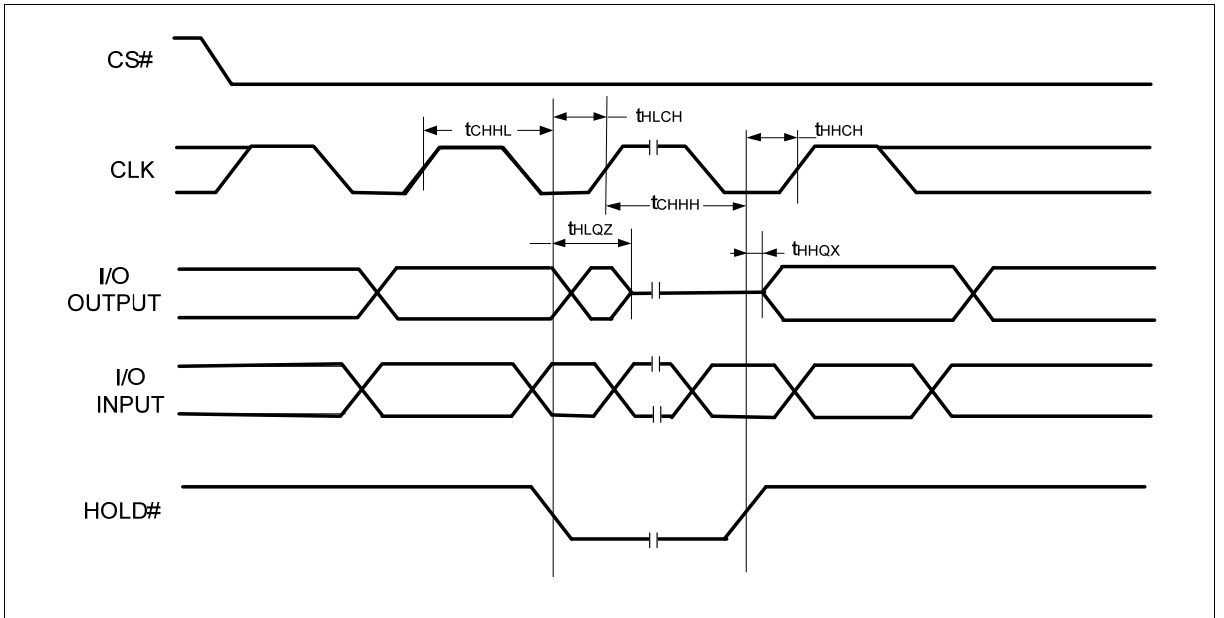 CS#
tHLCH
tCHHL
tHHCH
CLK
tCHHH
tHLQZ
tHHQX
I/O
OUTPUT
I/O
INPUT
HOLD#